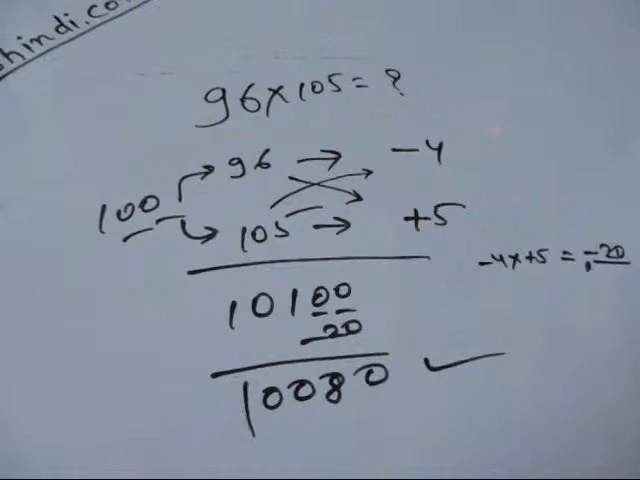 hindi.co
96×105=?
100 → 96 → -4
→ 105 → +5
-4×+5 = -20
10100
-20
10080 ✓